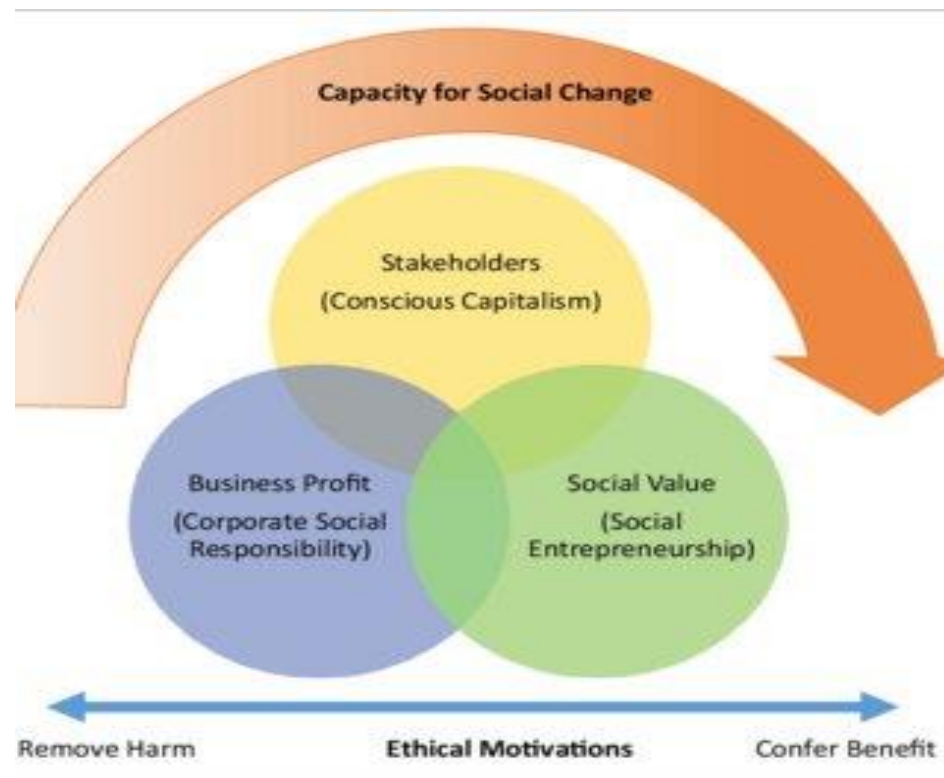 Capacity for Social Change
Stakeholders
(Conscious Capitalism)
Business Profit
(Corporate Social
Responsibility)
Social Value
(Social
Entrepreneurship)
Remove Harm
Ethical Motivations
Confer Benefit